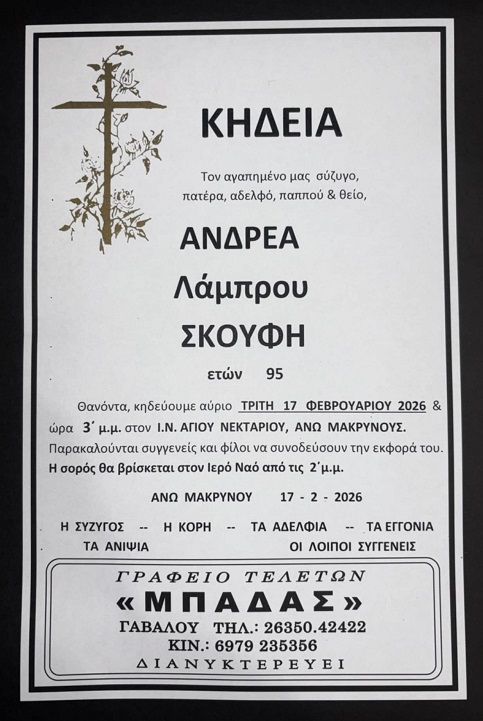 ΚΗΔΕΙΑ
Τον αγαπημένο μας σύζυγο,
πατέρα, αδελφό, παππού & θείο,
ΑΝΔΡΕΑ
Λάμπρου
ΣΚΟΥΦΗ
ετών 95
Θανόντα, κηδεύουμε αύριο ΤΡΙΤΗ 17 ΦΕΒΡΟΥΑΡΙΟΥ 2026 &
ώρα 3΄ μ.μ. στον Ι.Ν. ΑΓΙΟΥ ΝΕΚΤΑΡΙΟΥ, ΑΝΩ ΜΑΚΡΥΝΟΥΣ.
Παρακαλούνται συγγενείς και φίλοι να συνοδεύσουν την εκφορά του.
Η σορός θα βρίσκεται στον Ιερό Ναό από τις 2΄μ.μ.
ΑΝΩ ΜΑΚΡΥΝΟΥ 17 - 2 - 2026
Η ΣΥΖΥΓΟΣ -- Η ΚΟΡΗ -- ΤΑ ΑΔΕΛΦΙΑ -- ΤΑ ΕΓΓΟΝΙΑ
ΤΑ ΑΝΙΨΙΑ ΟΙ ΛΟΙΠΟΙ ΣΥΓΓΕΝΕΙΣ
ΓΡΑΦΕΙΟ ΤΕΛΕΤΩΝ
«ΜΠΑΔΑΣ»
ΓΑΒΑΛΟΥ ΤΗΛ.: 26350.42422
ΚΙΝ.: 6979 235356
ΔΙΑΝΥΚΤΕΡΕΥΕΙ